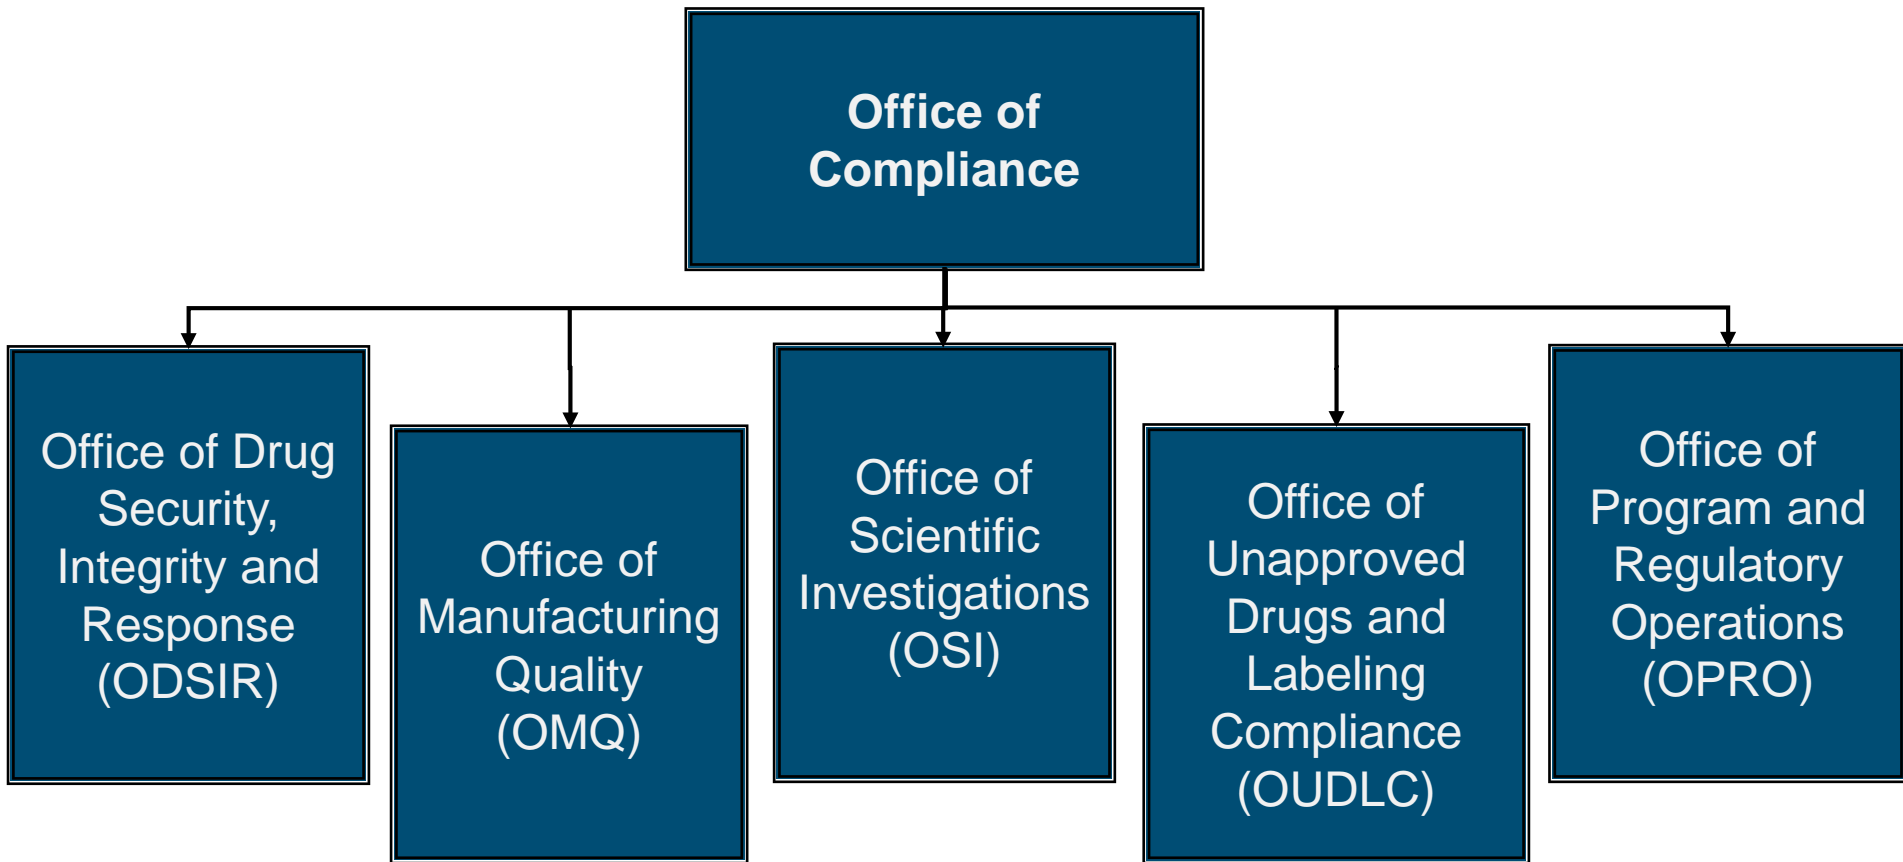 Office of
Compliance
Office of Drug
Security,
Integrity and
Response
(ODSIR)
Office of
Manufacturing
Quality
(OMQ)
Office of
Scientific
Investigations
(OSI)
Office of
Unapproved
Drugs and
Labeling
Compliance
(OUDLC)
Office of
Program and
Regulatory
Operations
(OPRO)